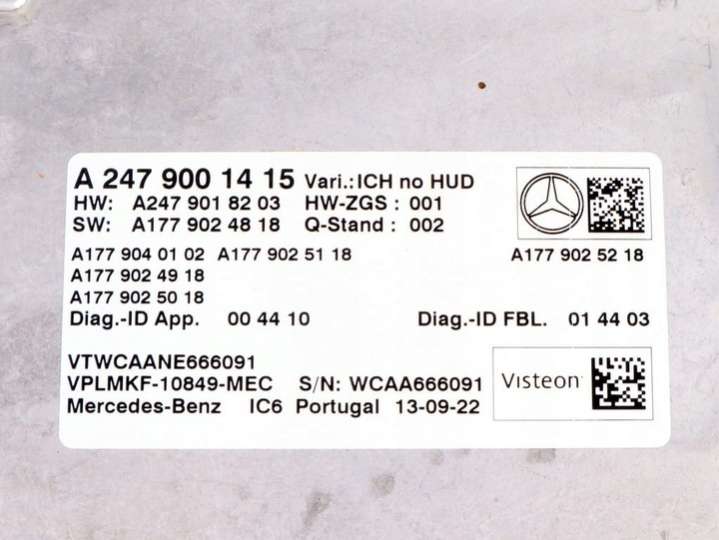 A 247 900 14 15 Vari.: ICH no HUD
HW: A247 901 82 03 HW-ZGS : 001
SW: A177 902 48 18 Q-Stand : 002
A177 904 01 02 A 177 902 51 18 A177 902 52 18
A177 902 49 18
A177 902 50 18
Diag.-ID App. 00 44 10 Diag.-ID FBL. 01 44 03
VTWCAANE666091
VPLMKF-10849-MEC S/N: WCAA666091 Visteon
Mercedes-Benz IC6 Portugal 13-09-22